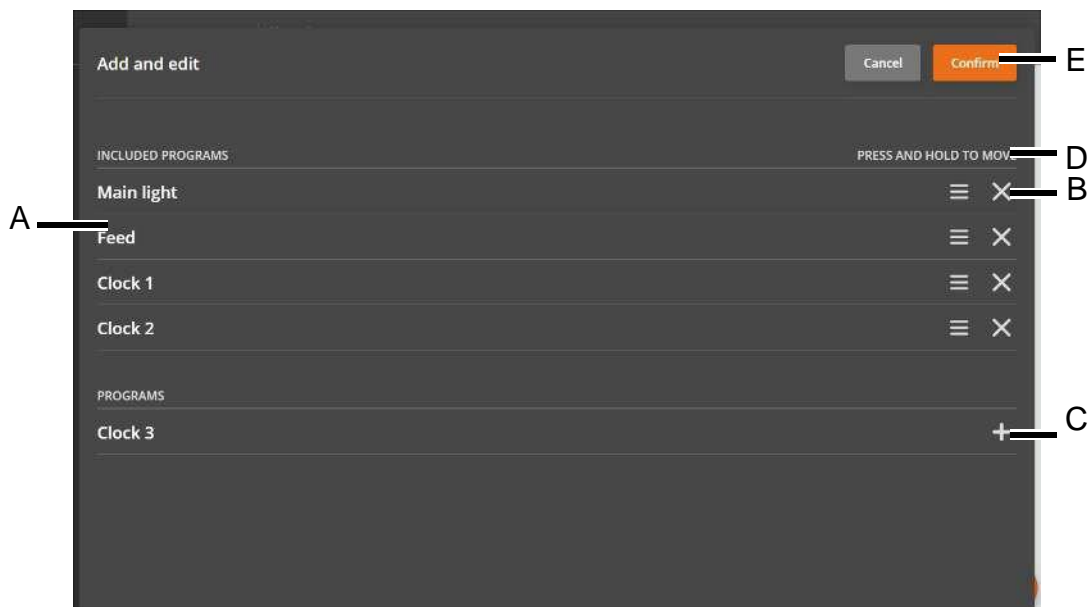 Add and edit Cancel Confirm E
INCLUDED PROGRAMS PRESS AND HOLD TO MOVE D
Main light B
A
Feed
Clock 1
Clock 2
PROGRAMS
Clock 3 C